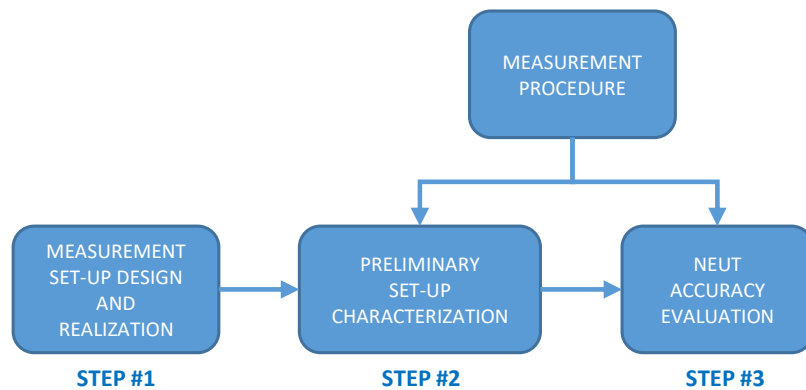 MEASUREMENT
PROCEDURE
MEASUREMENT
SET-UP DESIGN
AND
REALIZATION
PRELIMINARY
SET-UP
CHARACTERIZATION
NEUT
ACCURACY
EVALUATION
STEP #1
STEP #2
STEP #3